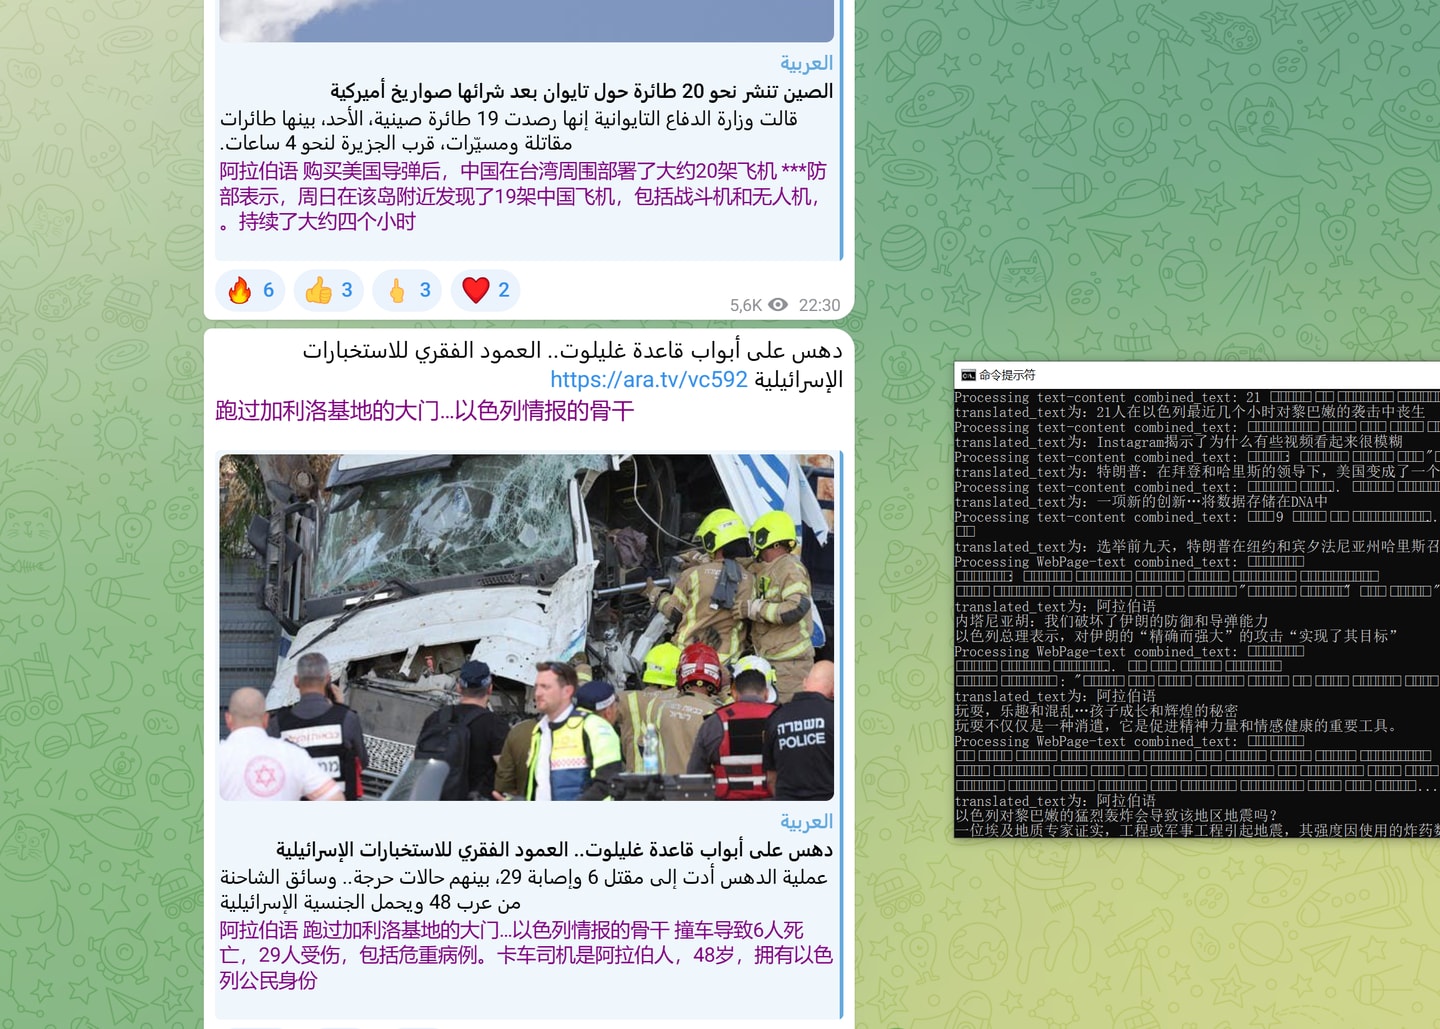 العربية
الصين تنشر نحو 20 طائرة حول تايوان بعد شرائها صواريخ أميركية
قالت وزارة الدفاع التايوانية إنها رصدت 19 طائرة صينية، الأحد، بينها طائرات
مقاتلة ومسيّرات، قرب الجزيرة لنحو 4 ساعات.
阿拉伯语 购买美国导弹后，中国在台湾周围部署了大约20架飞机 ***防
部表示，周日在该岛附近发现了19架中国飞机，包括战斗机和无人机，
。持续了大约四个小时
6 3 3 2
5,6K 22:30
دهس على أبواب قاعدة غليلوت.. العمود الفقري للاستخبارات
الإسرائيلية https://ara.tv/vc592
跑过加利洛基地的大门...以色列情报的骨干
משטרה
POLICE
العربية
دهس على أبواب قاعدة غليلوت.. العمود الفقري للاستخبارات الإسرائيلية
عملية الدهس أدت إلى مقتل 6 وإصابة 29، بينهم حالات حرجة.. وسائق الشاحنة
من عرب 48 ويحمل الجنسية الإسرائيلية
阿拉伯语 跑过加利洛基地的大门...以色列情报的骨干 撞车导致6人死
亡，29人受伤，包括危重病例。卡车司机是阿拉伯人，48岁，拥有以色
列公民身份
命令提示符
Processing text-content combined_text: 21
translated_text为: 21人在以色列最近几个小时对黎巴嫩的袭击中丧生
Processing text-content combined_text:
translated_text为: Instagram揭示了为什么有些视频看起来很模糊
Processing text-content combined_text:
translated_text为: 特朗普：在拜登和哈里斯的领导下，美国变成了一个
Processing text-content combined_text:
translated_text为: 一项新的创新…将数据存储在DNA中
Processing text-content combined_text: 9
translated_text为: 选举前九天，特朗普在纽约和宾夕法尼亚州哈里斯召
Processing WebPage-text combined_text:
translated_text为: 阿拉伯语
内塔尼亚胡：我们破坏了伊朗的防御和导弹能力
以色列总理表示，对伊朗的“精确而强大”的攻击“实现了其目标”
Processing WebPage-text combined_text:
translated_text为: 阿拉伯语
玩耍，乐趣和混乱…孩子成长和辉煌的秘密
玩耍不仅仅是一种消遣，它是促进精神力量和情感健康的重要工具。
Processing WebPage-text combined_text:
translated_text为: 阿拉伯语
以色列对黎巴嫩的猛烈轰炸会导致该地区地震吗？
一位埃及地质专家证实，工程或军事工程引起地震，其强度因使用的炸药数